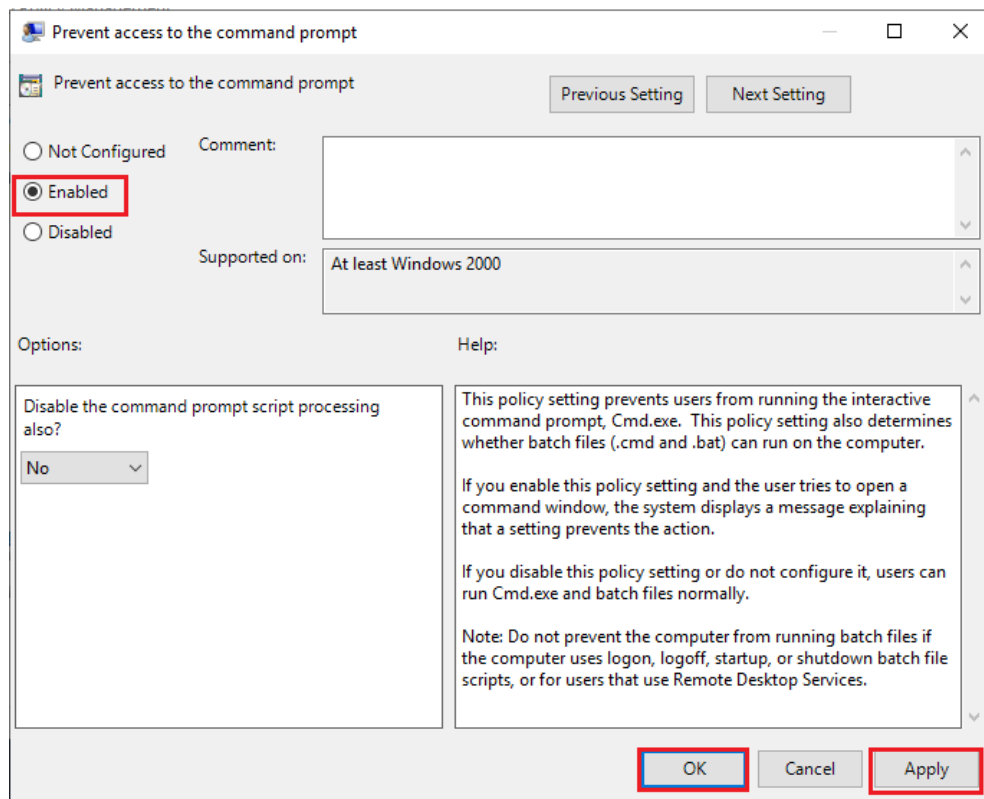 Prevent access to the command prompt
Prevent access to the command prompt
Previous Setting
Next Setting
Not Configured
Comment:
Enabled
Disabled
Supported on:
At least Windows 2000
Options:
Help:
Disable the command prompt script processing
also?
No
This policy setting prevents users from running the interactive
command prompt, Cmd.exe.  This policy setting also determines
whether batch files (.cmd and .bat) can run on the computer.
If you enable this policy setting and the user tries to open a
command window, the system displays a message explaining
that a setting prevents the action.
If you disable this policy setting or do not configure it, users can
run Cmd.exe and batch files normally.
Note: Do not prevent the computer from running batch files if
the computer uses logon, logoff, startup, or shutdown batch file
scripts, or for users that use Remote Desktop Services.
OK
Cancel
Apply